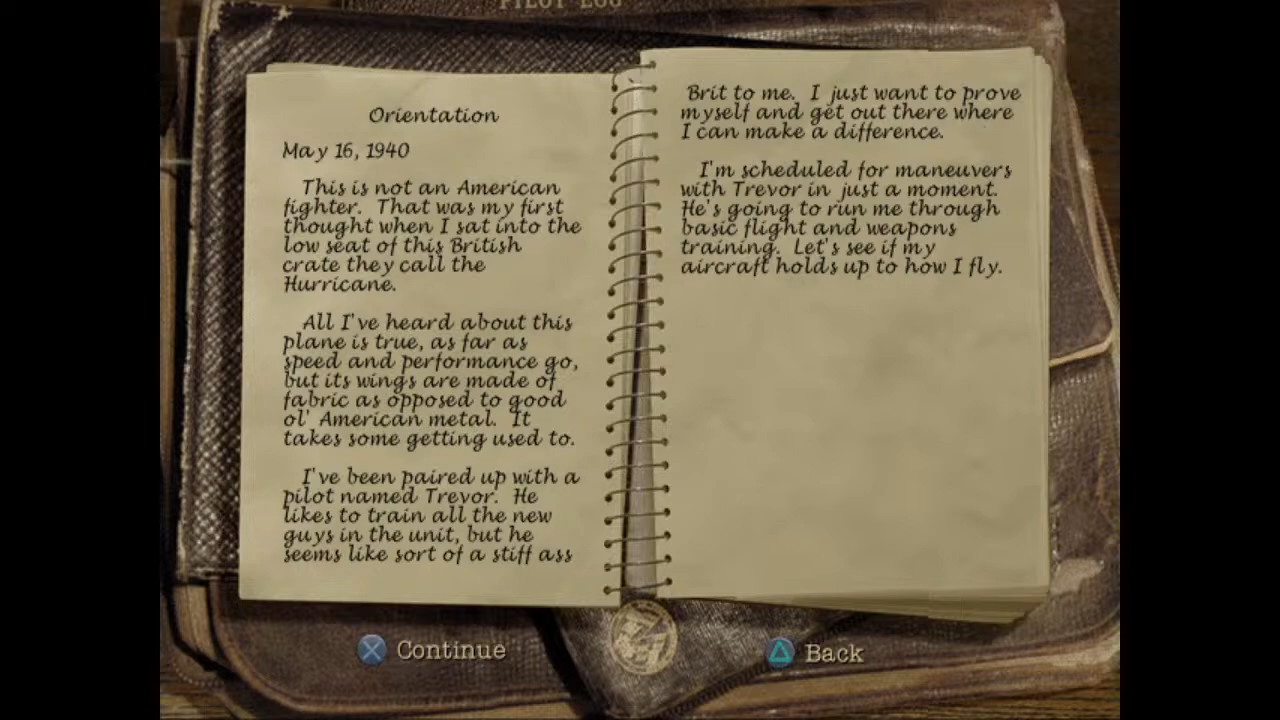 PILOT LOG
Orientation
May 16, 1940
This is not an American
fighter. That was my first
thought when I sat into the
low seat of this British
crate they call the
Hurricane.
All I've heard about this
plane is true, as far as
speed and performance go,
but its wings are made of
fabric as opposed to good
ol' American metal. It
takes some getting used to.
I've been paired up with a
pilot named Trevor. He
likes to train all the new
guys in the unit, but he
seems like sort of a stiff ass
Brit to me. I just want to prove
myself and get out there where
I can make a difference.
I'm scheduled for maneuvers
with Trevor in just a moment.
He's going to run me through
basic flight and weapons
training. Let's see if my
aircraft holds up to how I fly.
Continue
Back